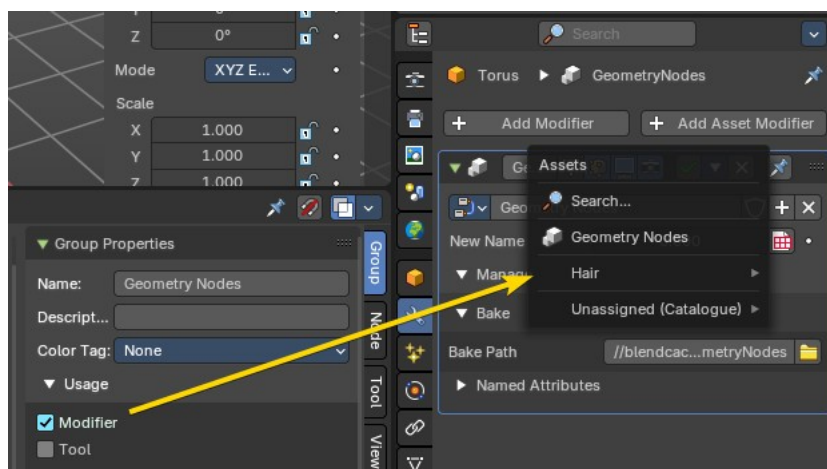 Z 0°
Mode XYZ E...
Scale
X 1.000
Y 1.000
Z 1.000
Group Properties
Name: Geometry Nodes
Descript...
Color Tag: None
Usage
Modifier
Tool
Group
Node
Tool
View
Search
Torus GeometryNodes
Add Modifier
Add Asset Modifier
Assets
Search...
Geometry Nodes
Hair
Unassigned (Catalogue)
New Name
Bake
Bake Path //blendcac...metryNodes
Named Attributes